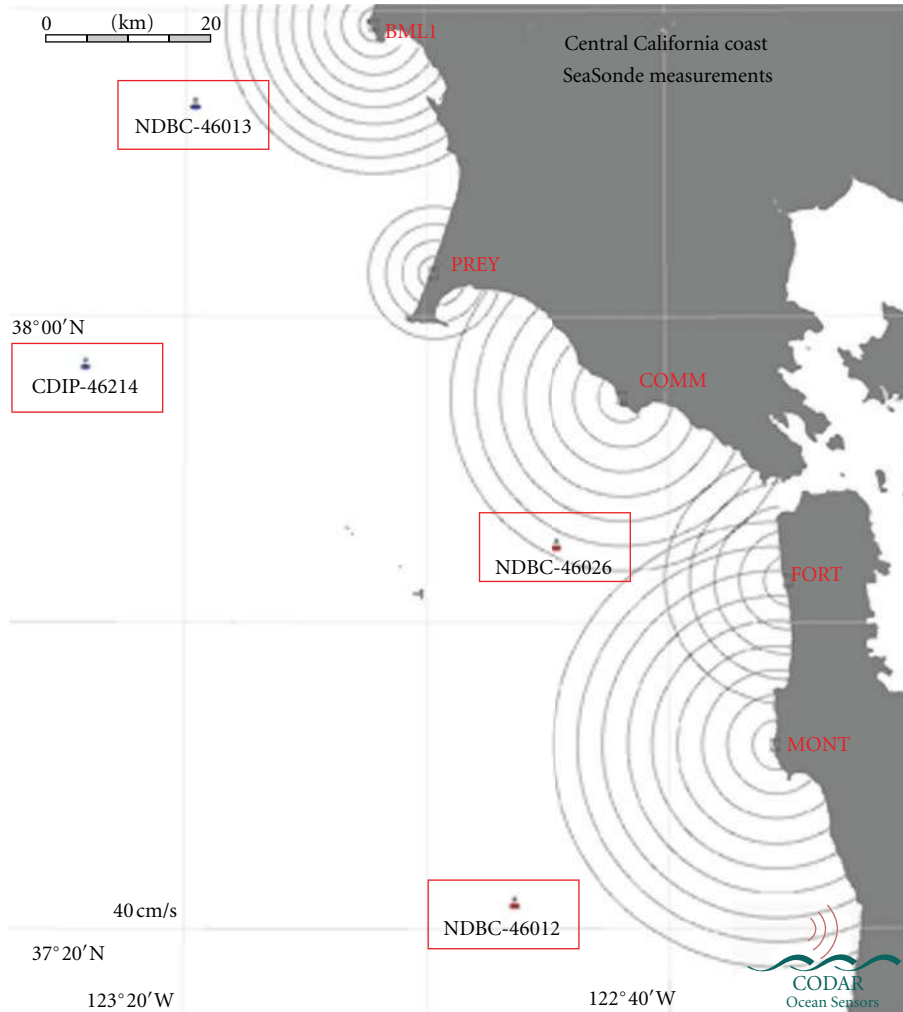 0 (km) 20
BML1
Central California coast
SeaSonde measurements
NDBC-46013
PREY
38°00′N
CDIP-46214
COMM
NDBC-46026
FORT
MONT
40 cm/s
NDBC-46012
37°20′N
CODAR
Ocean Sensors
123°20′W
122°40′W